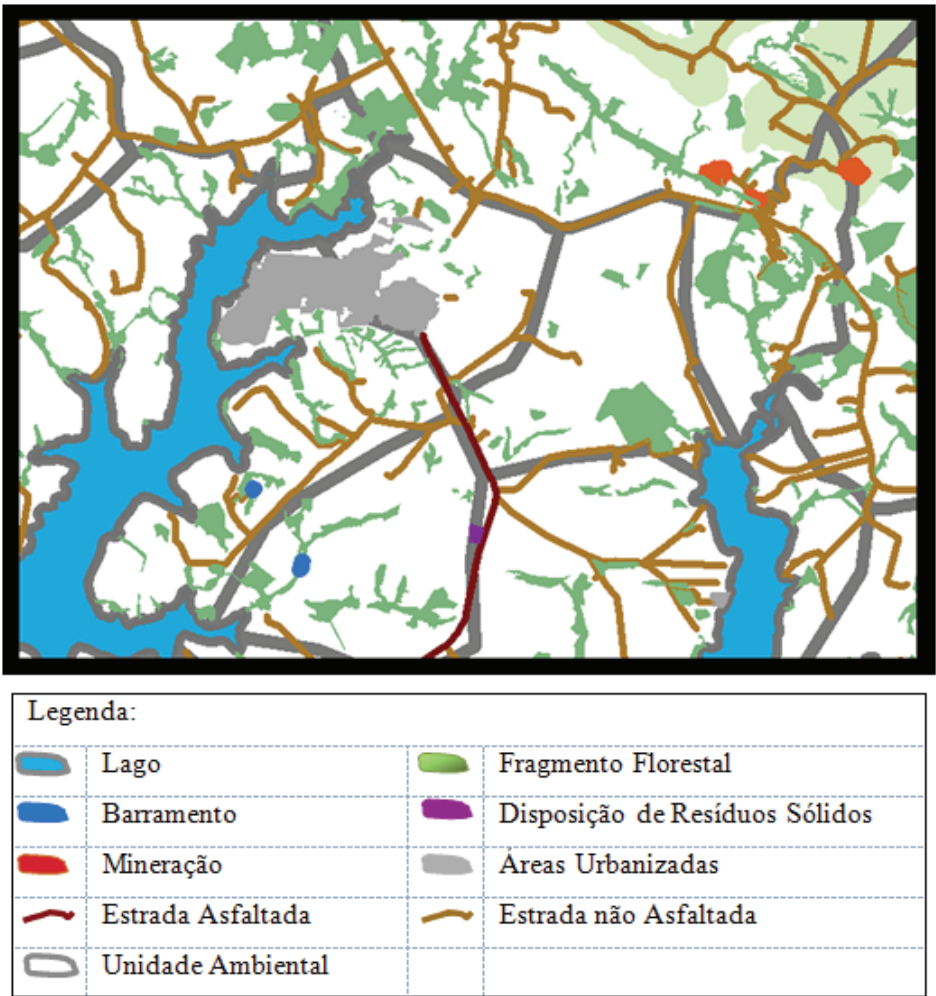 Legenda:
Lago
Fragmento Florestal
Barramento
Disposição de Resíduos Sólidos
Mineração
Áreas Urbanizadas
Estrada Asfaltada
Estrada não Asfaltada
Unidade Ambiental